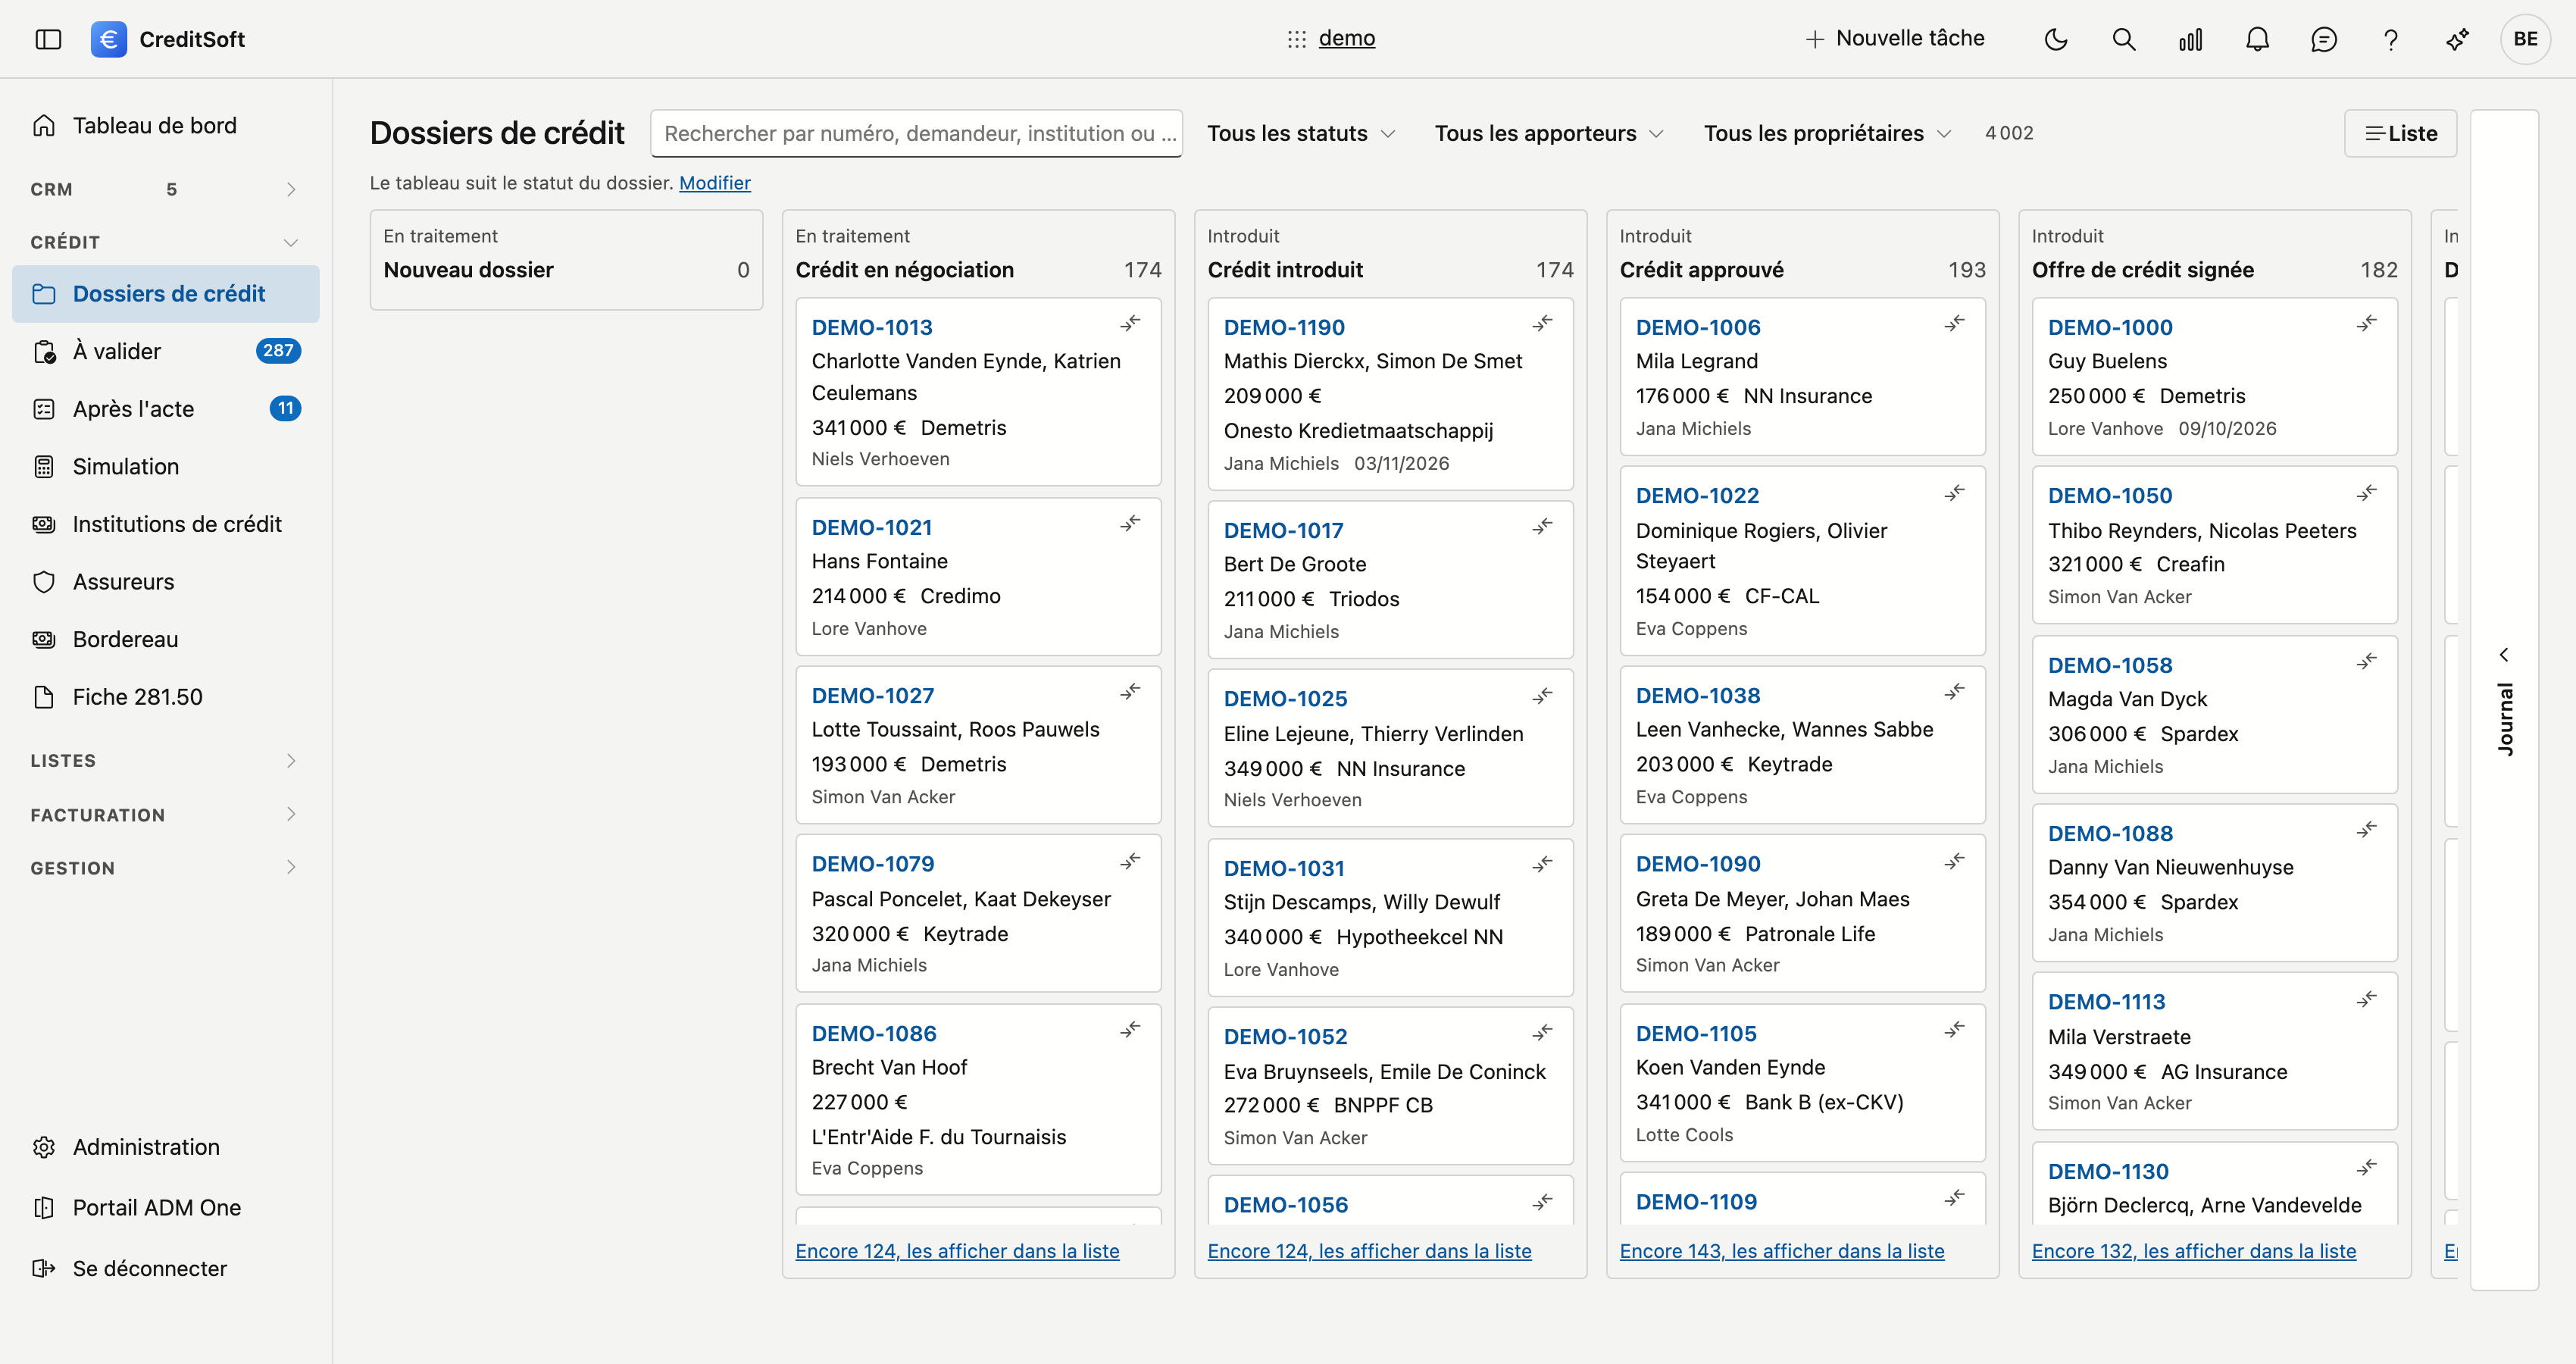 CreditSoft
demo
Nouvelle tâche
BE
Tableau de bord
CRM 5
CRÉDIT
Dossiers de crédit
À valider 287
Après l'acte 11
Simulation
Institutions de crédit
Assureurs
Bordereau
Fiche 281.50
LISTES
FACTURATION
GESTION
Administration
Portail ADM One
Se déconnecter
Dossiers de crédit
Rechercher par numéro, demandeur, institution ou ...
Tous les statuts
Tous les apporteurs
Tous les propriétaires
4 002
Liste
Le tableau suit le statut du dossier. Modifier
En traitement
Nouveau dossier 0
En traitement
Crédit en négociation 174
DEMO-1013
Charlotte Vanden Eynde, Katrien
Ceulemans
341 000 € Demetris
Niels Verhoeven
DEMO-1021
Hans Fontaine
214 000 € Credimo
Lore Vanhove
DEMO-1027
Lotte Toussaint, Roos Pauwels
193 000 € Demetris
Simon Van Acker
DEMO-1079
Pascal Poncelet, Kaat Dekeyser
320 000 € Keytrade
Jana Michiels
DEMO-1086
Brecht Van Hoof
227 000 €
L'Entr'Aide F. du Tournaisis
Eva Coppens
Encore 124, les afficher dans la liste
Introduit
Crédit introduit 174
DEMO-1190
Mathis Dierckx, Simon De Smet
209 000 €
Onesto Kredietmaatschappij
Jana Michiels 03/11/2026
DEMO-1017
Bert De Groote
211 000 € Triodos
Jana Michiels
DEMO-1025
Eline Lejeune, Thierry Verlinden
349 000 € NN Insurance
Niels Verhoeven
DEMO-1031
Stijn Descamps, Willy Dewulf
340 000 € Hypotheekcel NN
Lore Vanhove
DEMO-1052
Eva Bruynseels, Emile De Coninck
272 000 € BNPPF CB
Simon Van Acker
DEMO-1056
Encore 124, les afficher dans la liste
Introduit
Crédit approuvé 193
DEMO-1006
Mila Legrand
176 000 € NN Insurance
Jana Michiels
DEMO-1022
Dominique Rogiers, Olivier
Steyaert
154 000 € CF-CAL
Eva Coppens
DEMO-1038
Leen Vanhecke, Wannes Sabbe
203 000 € Keytrade
Eva Coppens
DEMO-1090
Greta De Meyer, Johan Maes
189 000 € Patronale Life
Simon Van Acker
DEMO-1105
Koen Vanden Eynde
341 000 € Bank B (ex-CKV)
Lotte Cools
DEMO-1109
Encore 143, les afficher dans la liste
Introduit
Offre de crédit signée 182
DEMO-1000
Guy Buelens
250 000 € Demetris
Lore Vanhove 09/10/2026
DEMO-1050
Thibo Reynders, Nicolas Peeters
321 000 € Creafin
Simon Van Acker
DEMO-1058
Magda Van Dyck
306 000 € Spardex
Jana Michiels
DEMO-1088
Danny Van Nieuwenhuyse
354 000 € Spardex
Jana Michiels
DEMO-1113
Mila Verstraete
349 000 € AG Insurance
Simon Van Acker
DEMO-1130
Björn Declercq, Arne Vandevelde
Encore 132, les afficher dans la liste
Journal